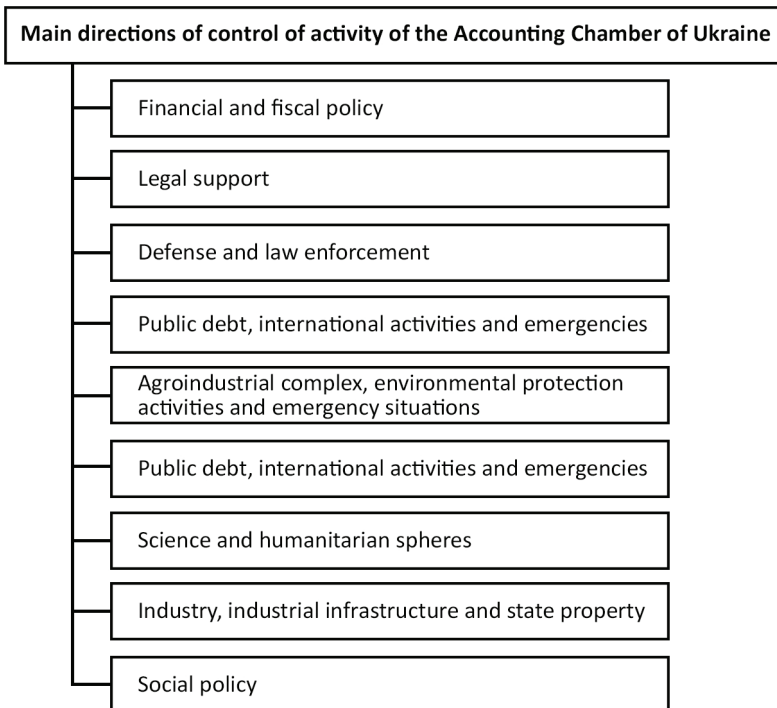 Main directions of control of activity of the Accounting Chamber of Ukraine
Financial and fiscal policy
Legal support
Defense and law enforcement
Public debt, international activities and emergencies
Agroindustrial complex, environmental protection
activities and emergency situations
Public debt, international activities and emergencies
Science and humanitarian spheres
Industry, industrial infrastructure and state property
Social policy